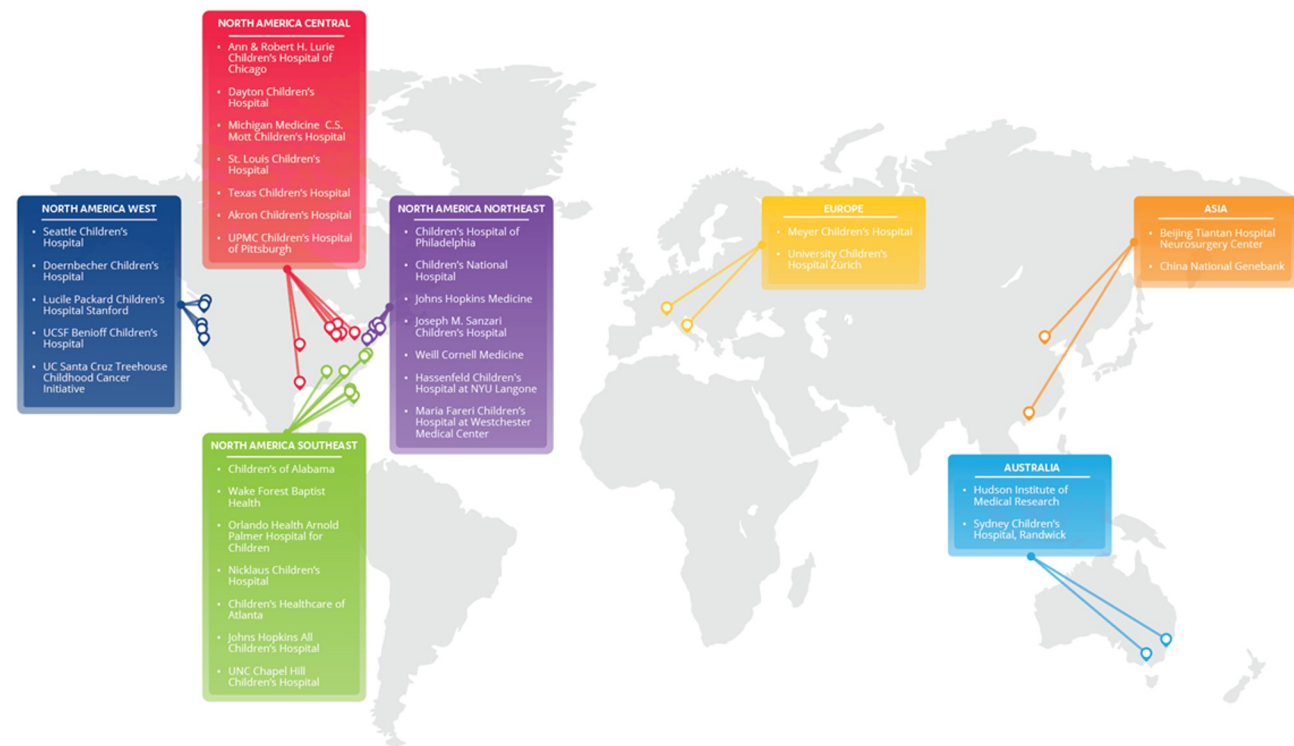 NORTH AMERICA CENTRAL
• Ann & Robert H. Lurie
Children's Hospital of
Chicago
• Dayton Children's
Hospital
• Michigan Medicine C.S.
Mott Children's Hospital
• St. Louis Children's
Hospital
• Texas Children's Hospital
• Akron Children's Hospital
• UPMC Children's Hospital
of Pittsburgh
NORTH AMERICA WEST
• Seattle Children's
Hospital
• Doernbecher Children's
Hospital
• Lucile Packard Children's
Hospital Stanford
• UCSF Benioff Children's
Hospital
• UC Santa Cruz Treehouse
Childhood Cancer
Initiative
NORTH AMERICA NORTHEAST
• Children's Hospital of
Philadelphia
• Children's National
Hospital
• Johns Hopkins Medicine
• Joseph M. Sanzari
Children's Hospital
• Weill Cornell Medicine
• Hassenfeld Children's
Hospital at NYU Langone
• Maria Fareri Children's
Hospital at Westchester
Medical Center
EUROPE
• Meyer Children's Hospital
• University Children's
Hospital Zürich
ASIA
• Beijing Tiantan Hospital
Neurosurgery Center
• China National Genebank
NORTH AMERICA SOUTHEAST
• Children's of Alabama
• Wake Forest Baptist
Health
• Orlando Health Arnold
Palmer Hospital for
Children
• Nicklaus Children's
Hospital
• Children's Healthcare of
Atlanta
• Johns Hopkins All
Children's Hospital
• UNC Chapel Hill
Children's Hospital
AUSTRALIA
• Hudson Institute of
Medical Research
• Sydney Children's
Hospital, Randwick